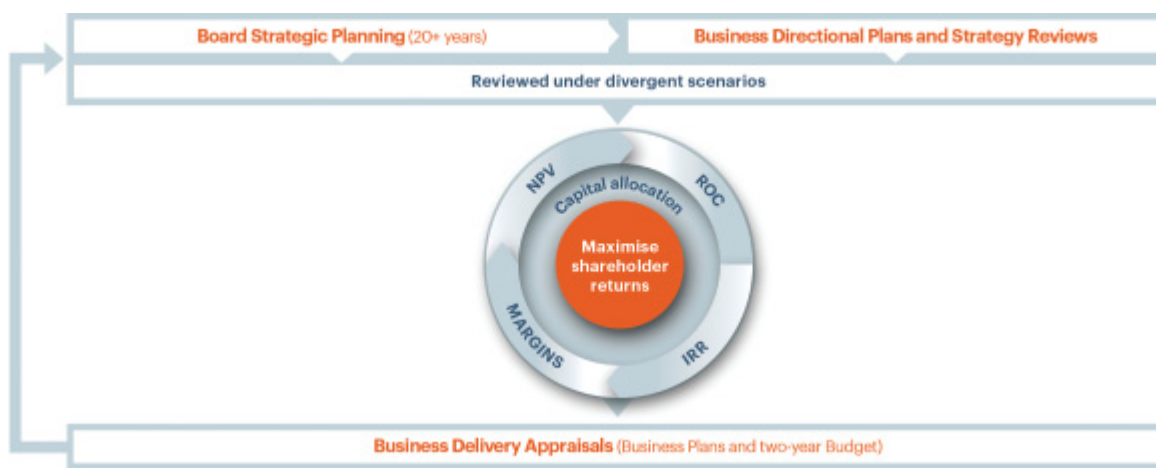 Board Strategic Planning (20+ years)
Business Directional Plans and Strategy Reviews
Reviewed under divergent scenarios
NPV
ROC
Capital allocation
Maximise
shareholder
returns
MARGINS
IRR
Business Delivery Appraisals (Business Plans and two-year Budget)